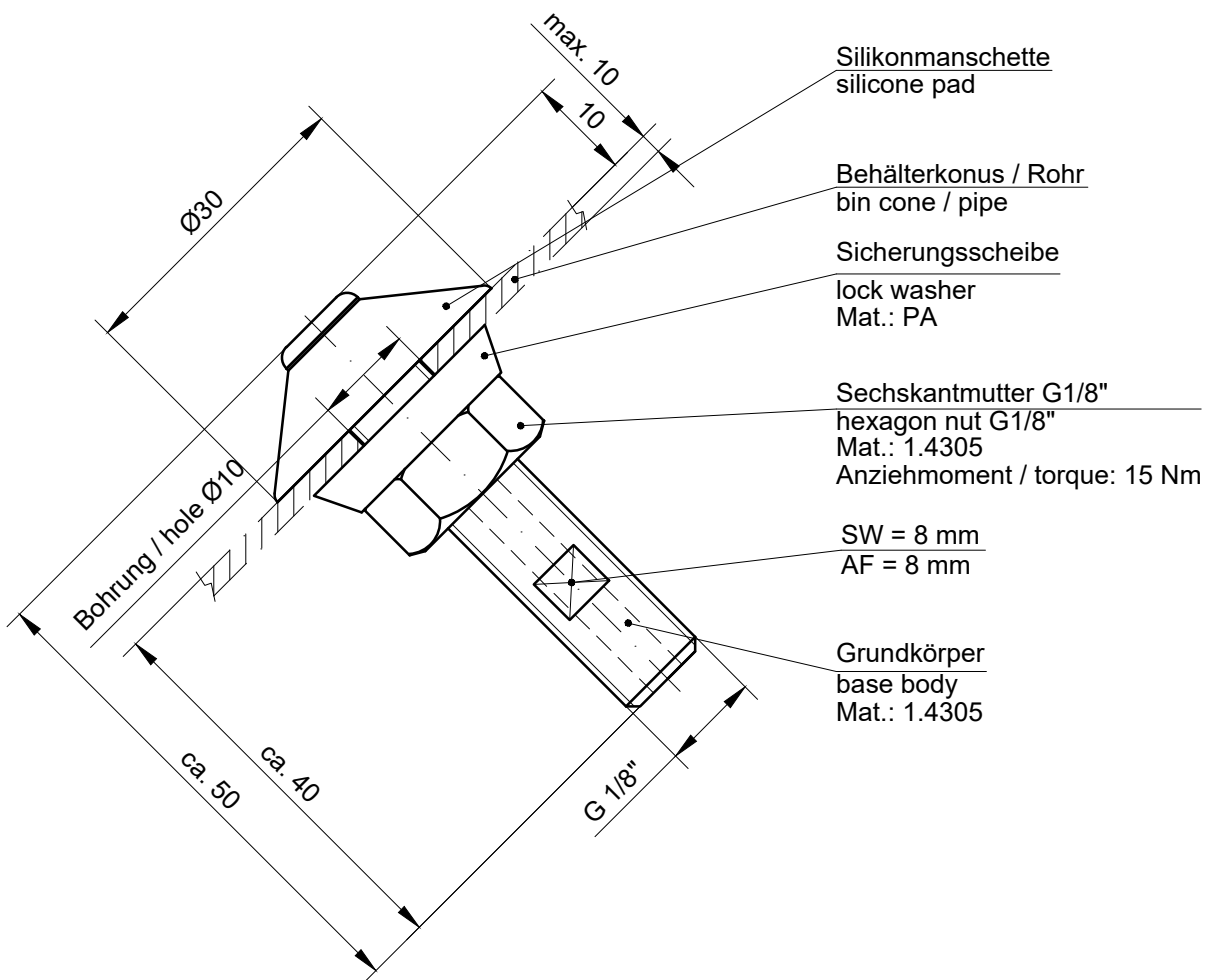 max. 10
10
Ø30
Silikonmanschette
silicone pad
Behälterkonus / Rohr
bin cone / pipe
Sicherungsscheibe
lock washer
Mat.: PA
Sechskantmutter G1/8"
hexagon nut G1/8"
Mat.: 1.4305
Anziehmoment / torque: 15 Nm
SW = 8 mm
AF = 8 mm
Grundkörper
base body
Mat.: 1.4305
Bohrung / hole Ø10
ca. 50
ca. 40
G 1/8"